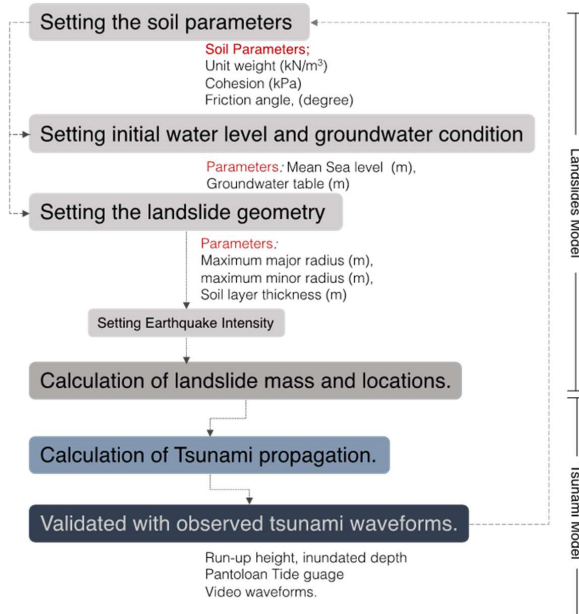 Setting the soil parameters
Soil Parameters;
Unit weight (kN/m³)
Cohesion (kPa)
Friction angle, (degree)
Setting initial water level and groundwater condition
Parameters.: Mean Sea level (m),
Groundwater table (m)
Setting the landslide geometry
Parameters.:
Maximum major radius (m),
maximum minor radius (m),
Soil layer thickness (m)
Setting Earthquake Intensity
Calculation of landslide mass and locations.
Calculation of Tsunami propagation.
Validated with observed tsunami waveforms.
Run-up height, inundated depth
Pantoloan Tide guage
Video waveforms.
Landslides Model
Tsunami Model